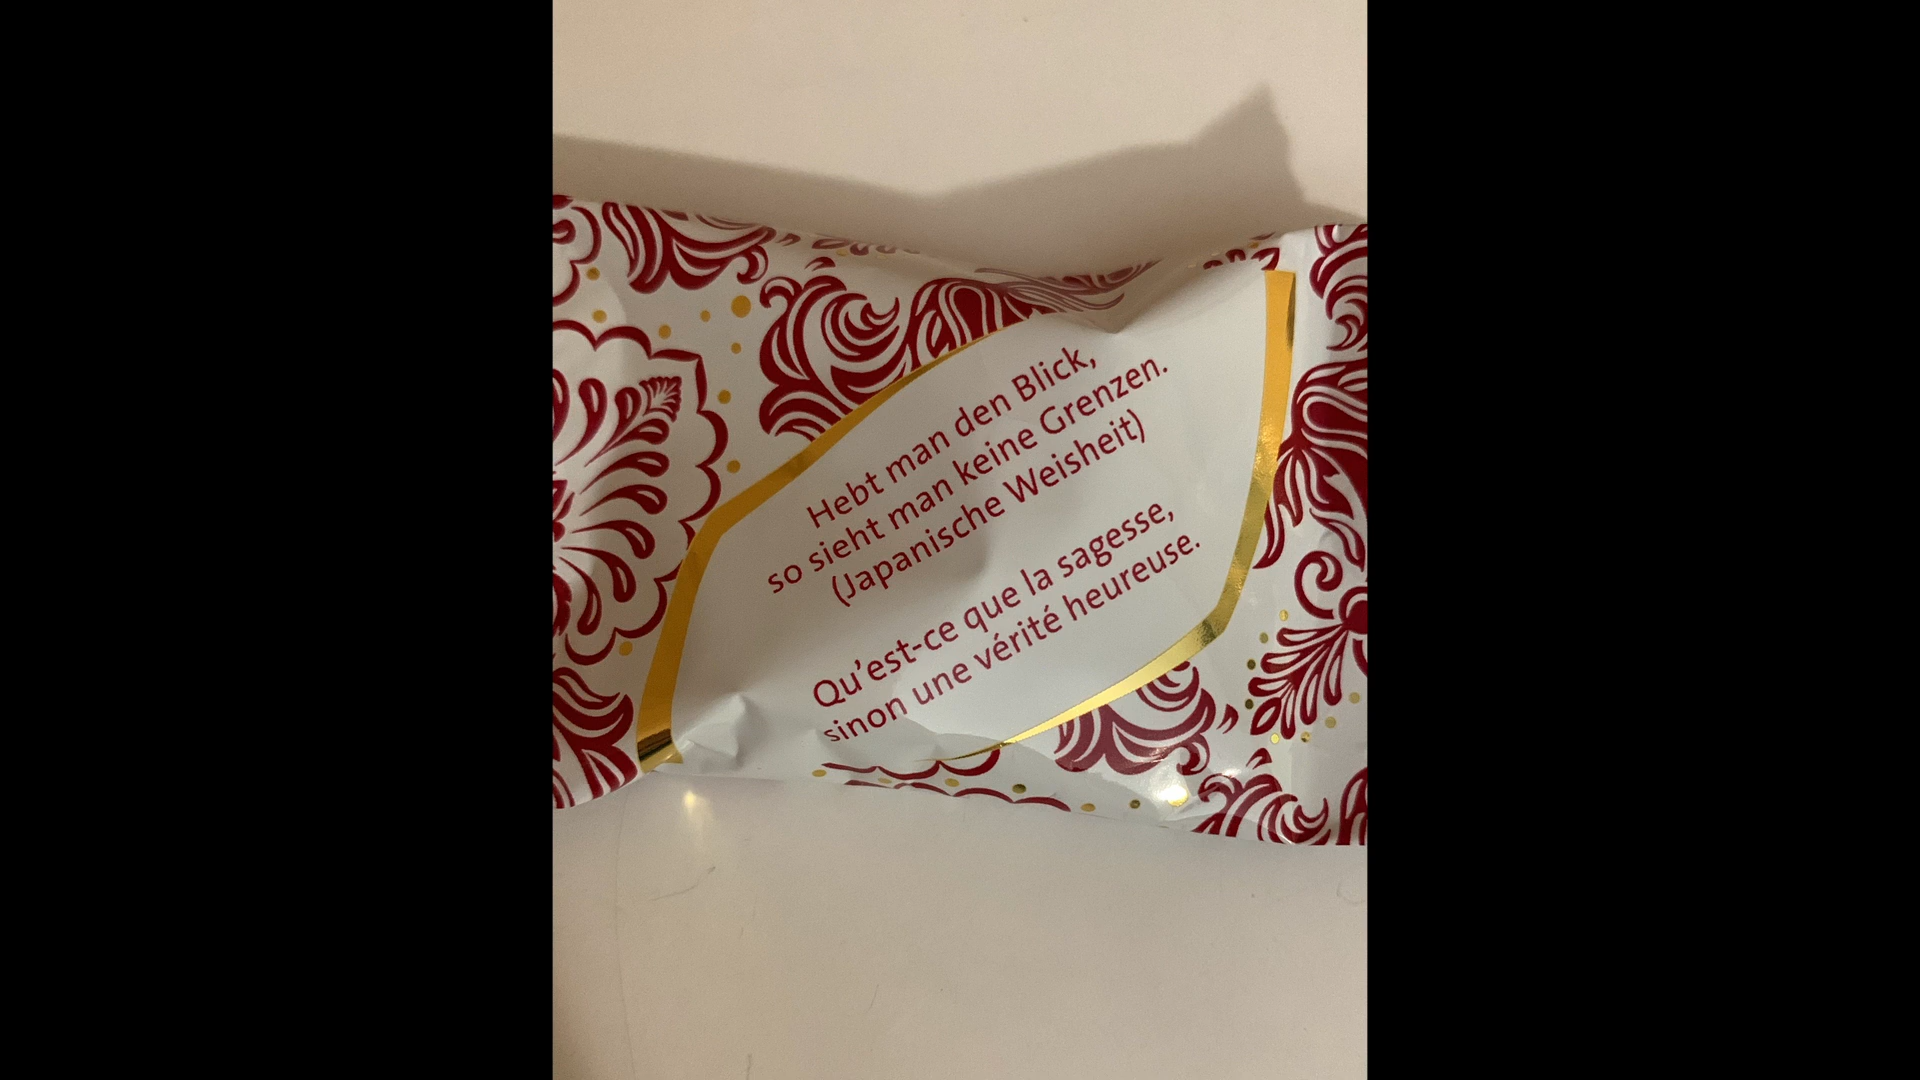 Hebt man den Blick,
so sieht man keine Grenzen.
(Japanische Weisheit)
Qu’est-ce que la sagesse,
sinon une vérité heureuse.